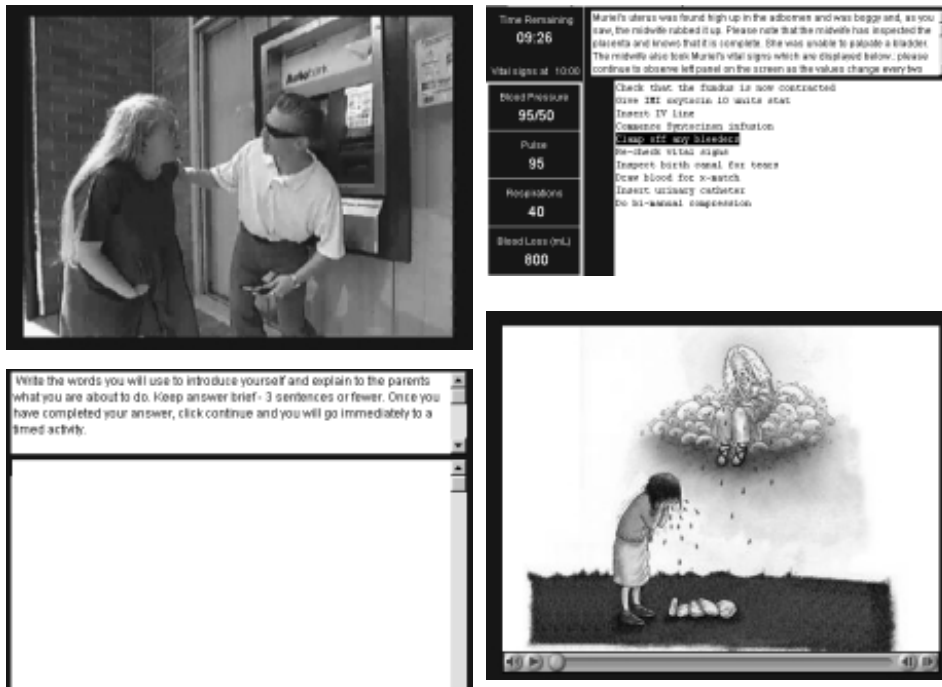 Autobank
Time Remaining
09:26
Vital signs at 10:00
Blood Pressure
95/50
Pulse
95
Respirations
40
Bleed Loss (mL)
800
Muriel's uterus was found high up in the adbomen and was boggy and, as you
saw, the midwife rubbed it up. Please note that the midwife has inspected the
placenta and knows that it is complete. She was unable to palpate a bladder.
The midwife also took Muriel's vital signs which are displayed below.: please
continue to observe left panel on the screen as the values change every two
Check that the fundus is now contracted
Give IMI oxytocin 10 units stat
Insert IV line
Commence Syntocinon infusion
Clamp off any bleeders
Re-check vital signs
Inspect birth canal for tears
Draw blood for x-match
Insert urinary catheter
Do bi-manual compression
Write the words you will use to introduce yourself and explain to the parents
what you are about to do. Keep answer brief - 3 sentences or fewer. Once you
have completed your answer, click continue and you will go immediately to a
timed activity.